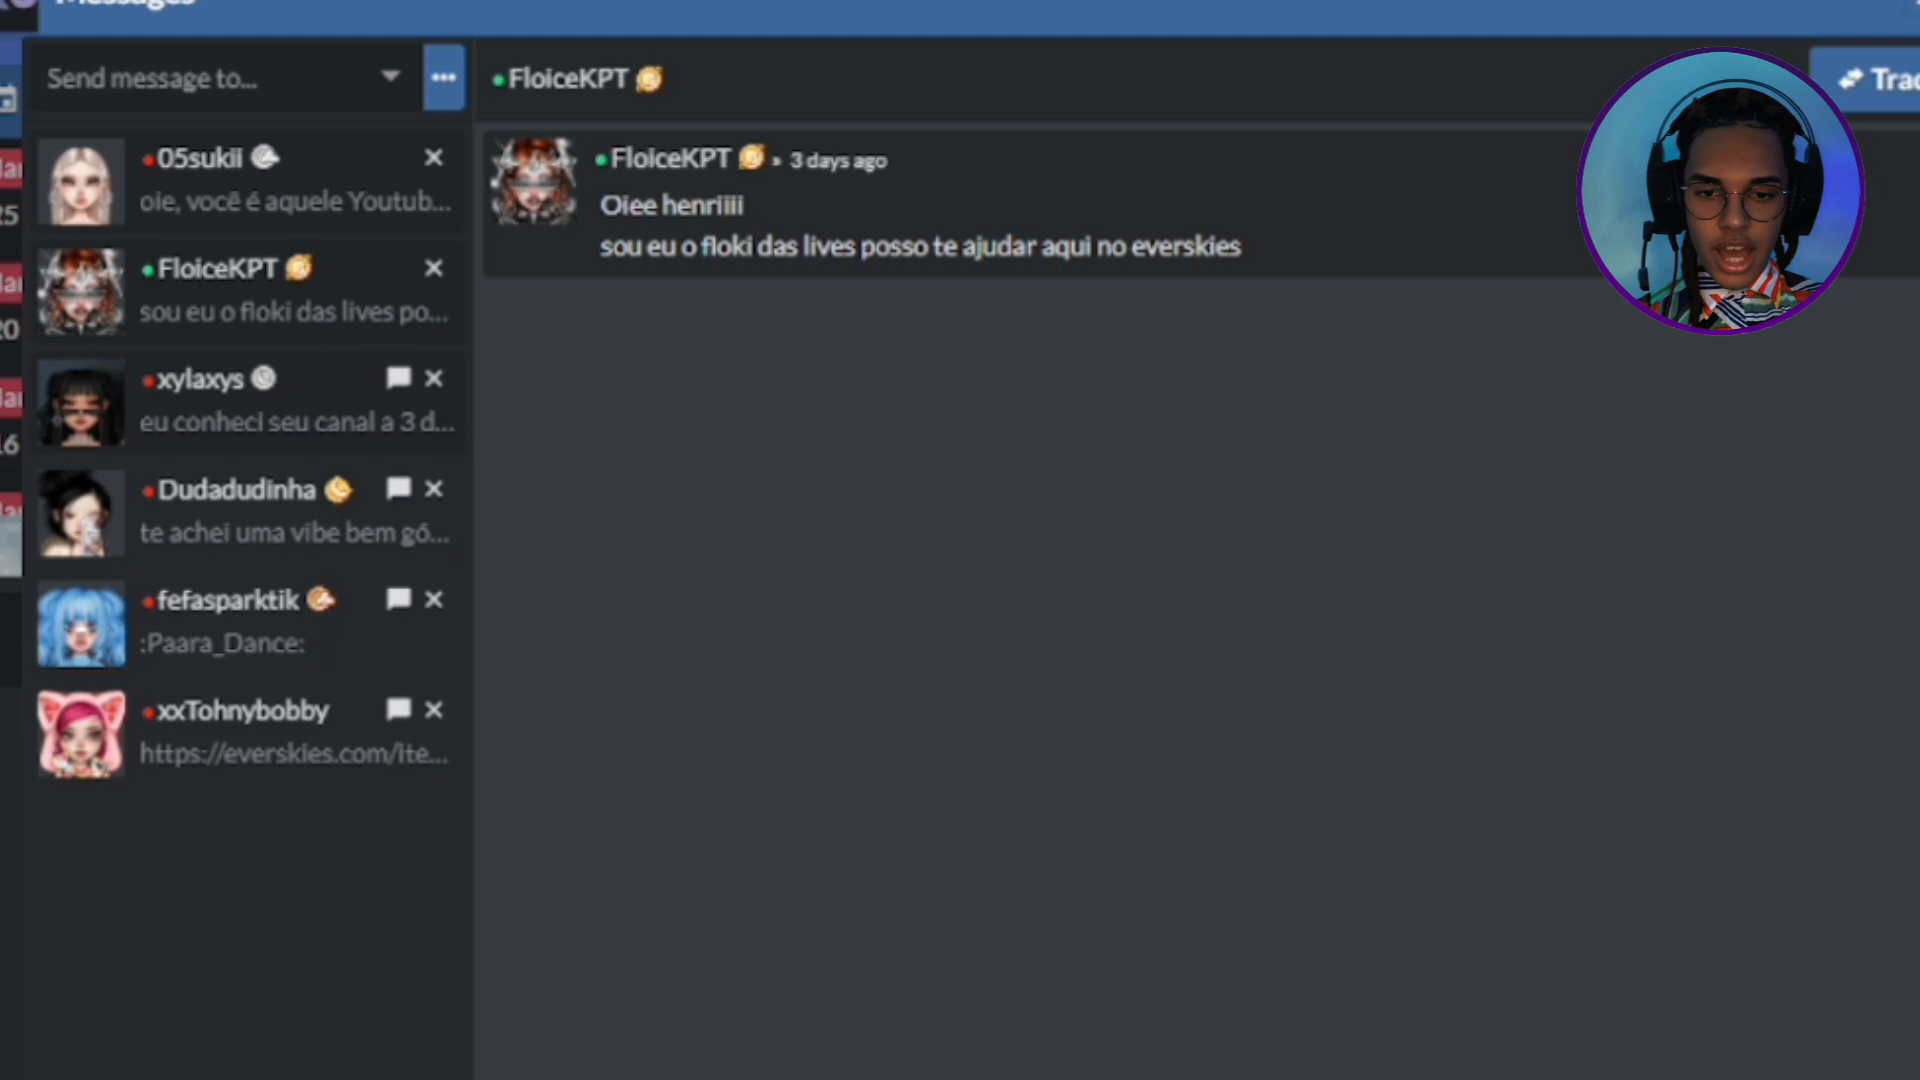 Messages
Send message to...
FloiceKPT
05sukii
oie, você é aquele Youtub...
FloiceKPT
sou eu o floki das lives po...
xylaxys
eu conheci seu canal a 3 d...
Dudadudinha
te achei uma vibe bem gó...
fefasparktik
:Paara_Dance:
xxTohnybobby
https://everskies.com/ite...
FloiceKPT » 3 days ago
Oiee henriiii
sou eu o floki das lives posso te ajudar aqui no everskies